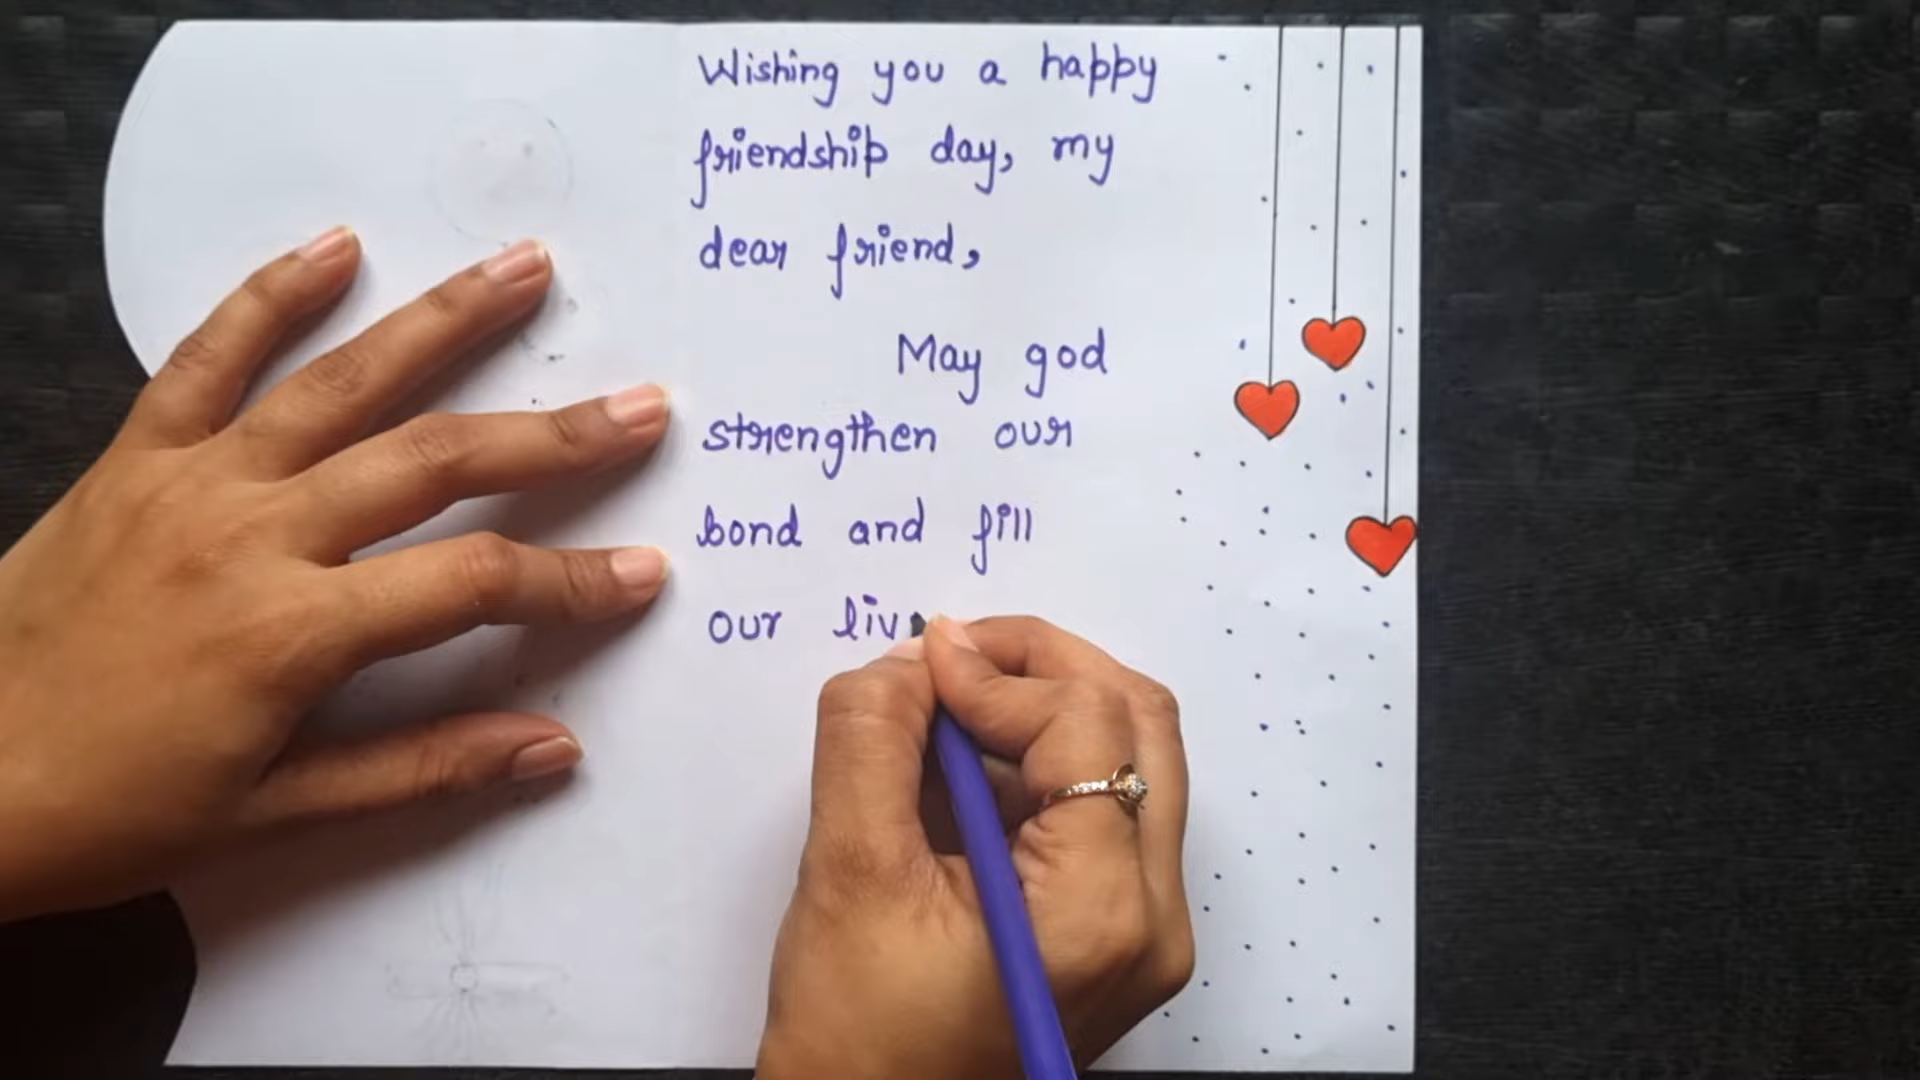 Wishing you a happy
friendship day, my
dear friend,
May god
strengthen our
bond and fill
our liv